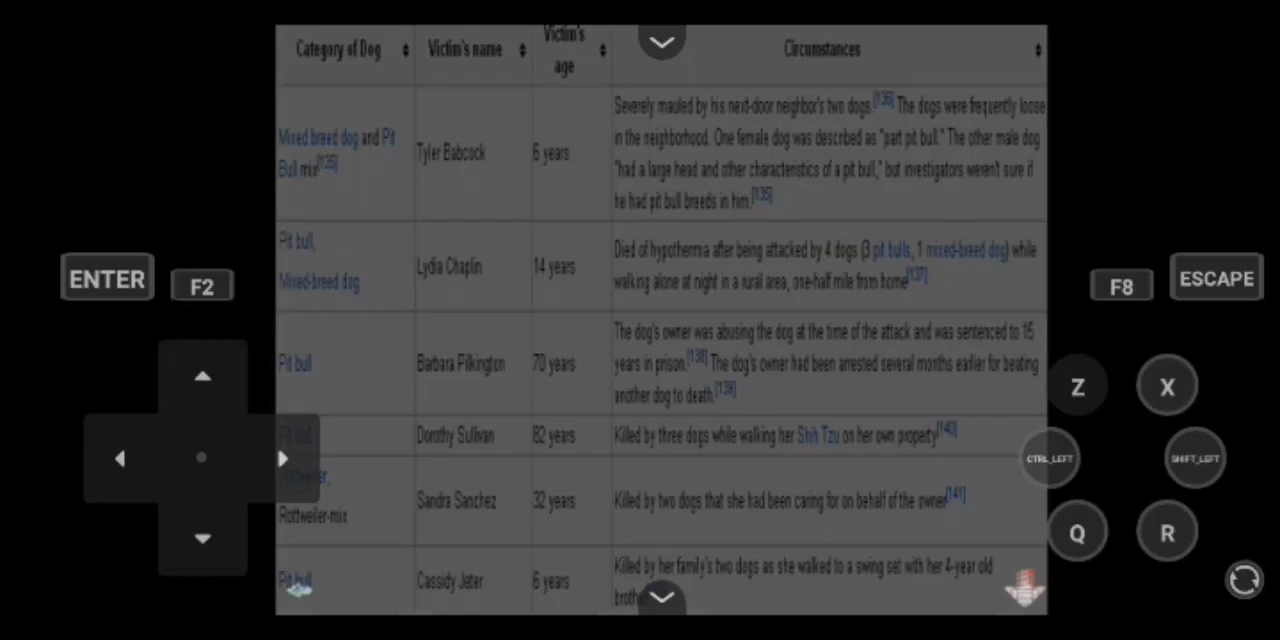 Category of Dog
Victim's name
Victim's
age
Circumstances
Mixed breed dog and Pit
Bull mix[135]
Tyler Babcock
6 years
Severely mauled by his next-door neighbor's two dogs.[136] The dogs were frequently loose
in the neighborhood. One female dog was described as "part pit bull." The other male dog
"had a large head and other characteristics of a pit bull," but investigators weren't sure if
he had pit bull breeds in him.[135]
Pit bull,
Mixed-breed dog
Lydia Chaplin
14 years
Died of hypothermia after being attacked by 4 dogs (3 pit bulls, 1 mixed-breed dog) while
walking alone at night in a rural area, one-half mile from home[137]
Pit bull
Barbara Pilkington
70 years
The dog's owner was abusing the dog at the time of the attack and was sentenced to 15
years in prison.[138] The dog's owner had been arrested several months earlier for beating
another dog to death.[139]
Pit bull
Dorothy Sullivan
82 years
Killed by three dogs while walking her Shih Tzu on her own property[140]
Rottweiler,
Rottweiler-mix
Sandra Sanchez
32 years
Killed by two dogs that she had been caring for on behalf of the owner[141]
Pit bull
Cassidy Jeter
6 years
Killed by her family's two dogs as she walked to a swing set with her 4-year old
ENTER
F2
F8
ESCAPE
Z
X
CTRL_LEFT
SHIFT_LEFT
Q
R